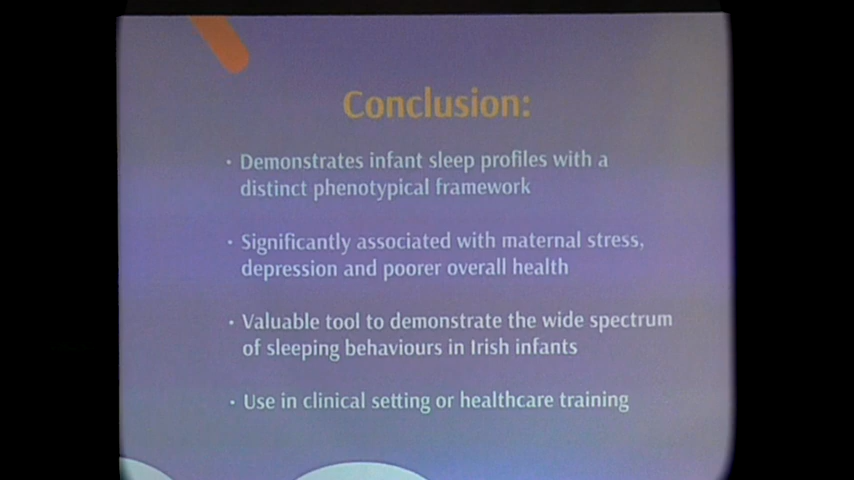 Conclusion:
· Demonstrates infant sleep profiles with a
distinct phenotypical framework
· Significantly associated with maternal stress,
depression and poorer overall health
· Valuable tool to demonstrate the wide spectrum
of sleeping behaviours in Irish infants
· Use in clinical setting or healthcare training